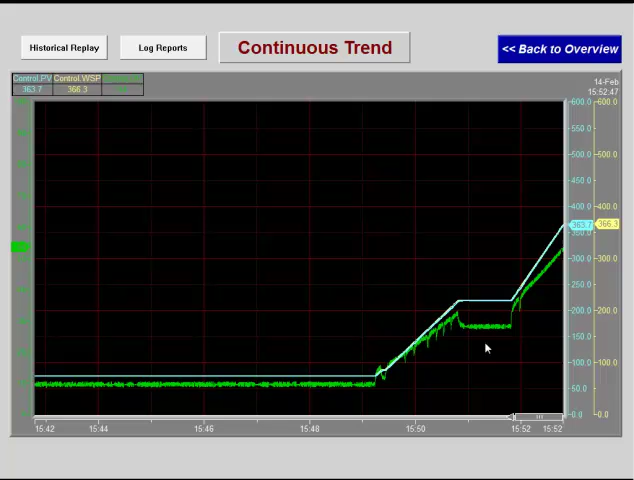 Historical Replay
Log Reports
Continuous Trend
<< Back to Overview
Control.PV Control.WSP
363.7 366.3
14-Feb
15:52:47
600.0 600.0
550.0
500.0 500.0
450.0
400.0 400.0
363.7 366.3
350.0
300.0 300.0
250.0
200.0 200.0
150.0
100.0 100.0
50.0
0.0 0.0
15:42 15:44 15:46 15:48 15:50 15:52 15:52